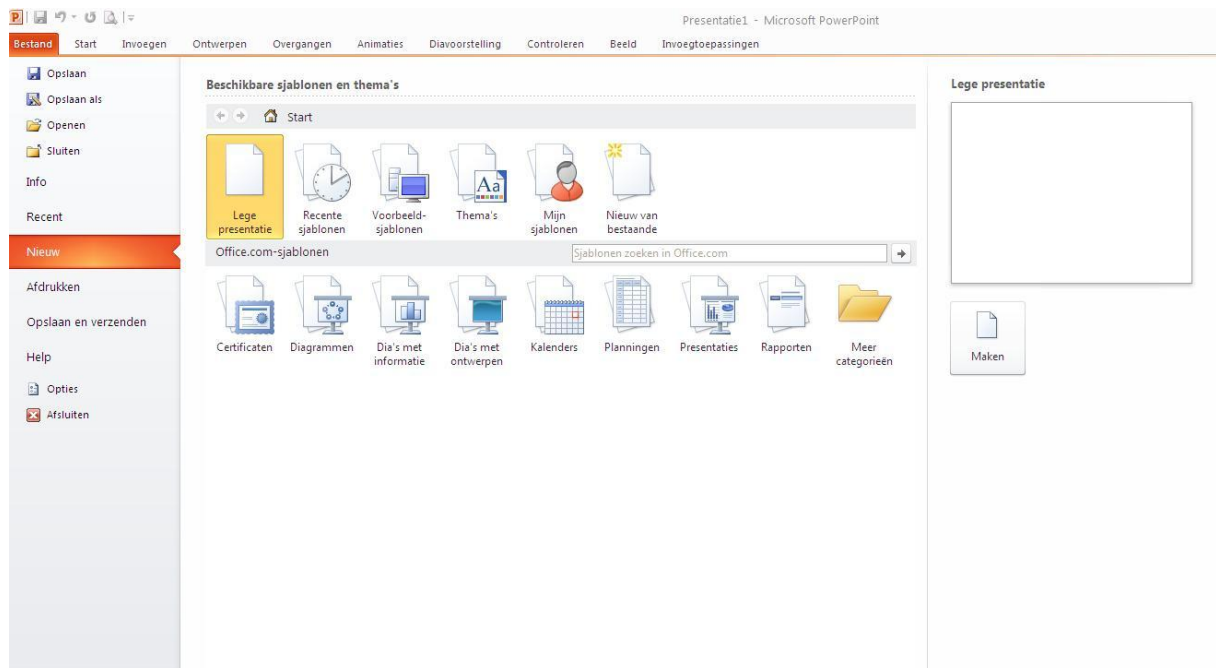 Presentatie1 - Microsoft PowerPoint
Bestand Start Invoegen Ontwerpen Overgangen Animaties Diavoorstelling Controleren Beeld Invoegtoepassingen
Opslaan
Opslaan als
Openen
Sluiten
Info
Recent
Nieuw
Afdrukken
Opslaan en verzenden
Help
Opties
Afsluiten
Beschikbare sjablonen en thema's
Start
Lege
presentatie
Recente
sjablonen
Voorbeeld-
sjablonen
Aa
Thema's
Mijn
sjablonen
Nieuw van
bestaande
Office.com-sjablonen
Sjablonen zoeken in Office.com
Certificaten
Diagrammen
Dia's met
informatie
Dia's met
ontwerpen
Kalenders
Planningen
Presentaties
Rapporten
Meer
categorieën
Lege presentatie
Maken